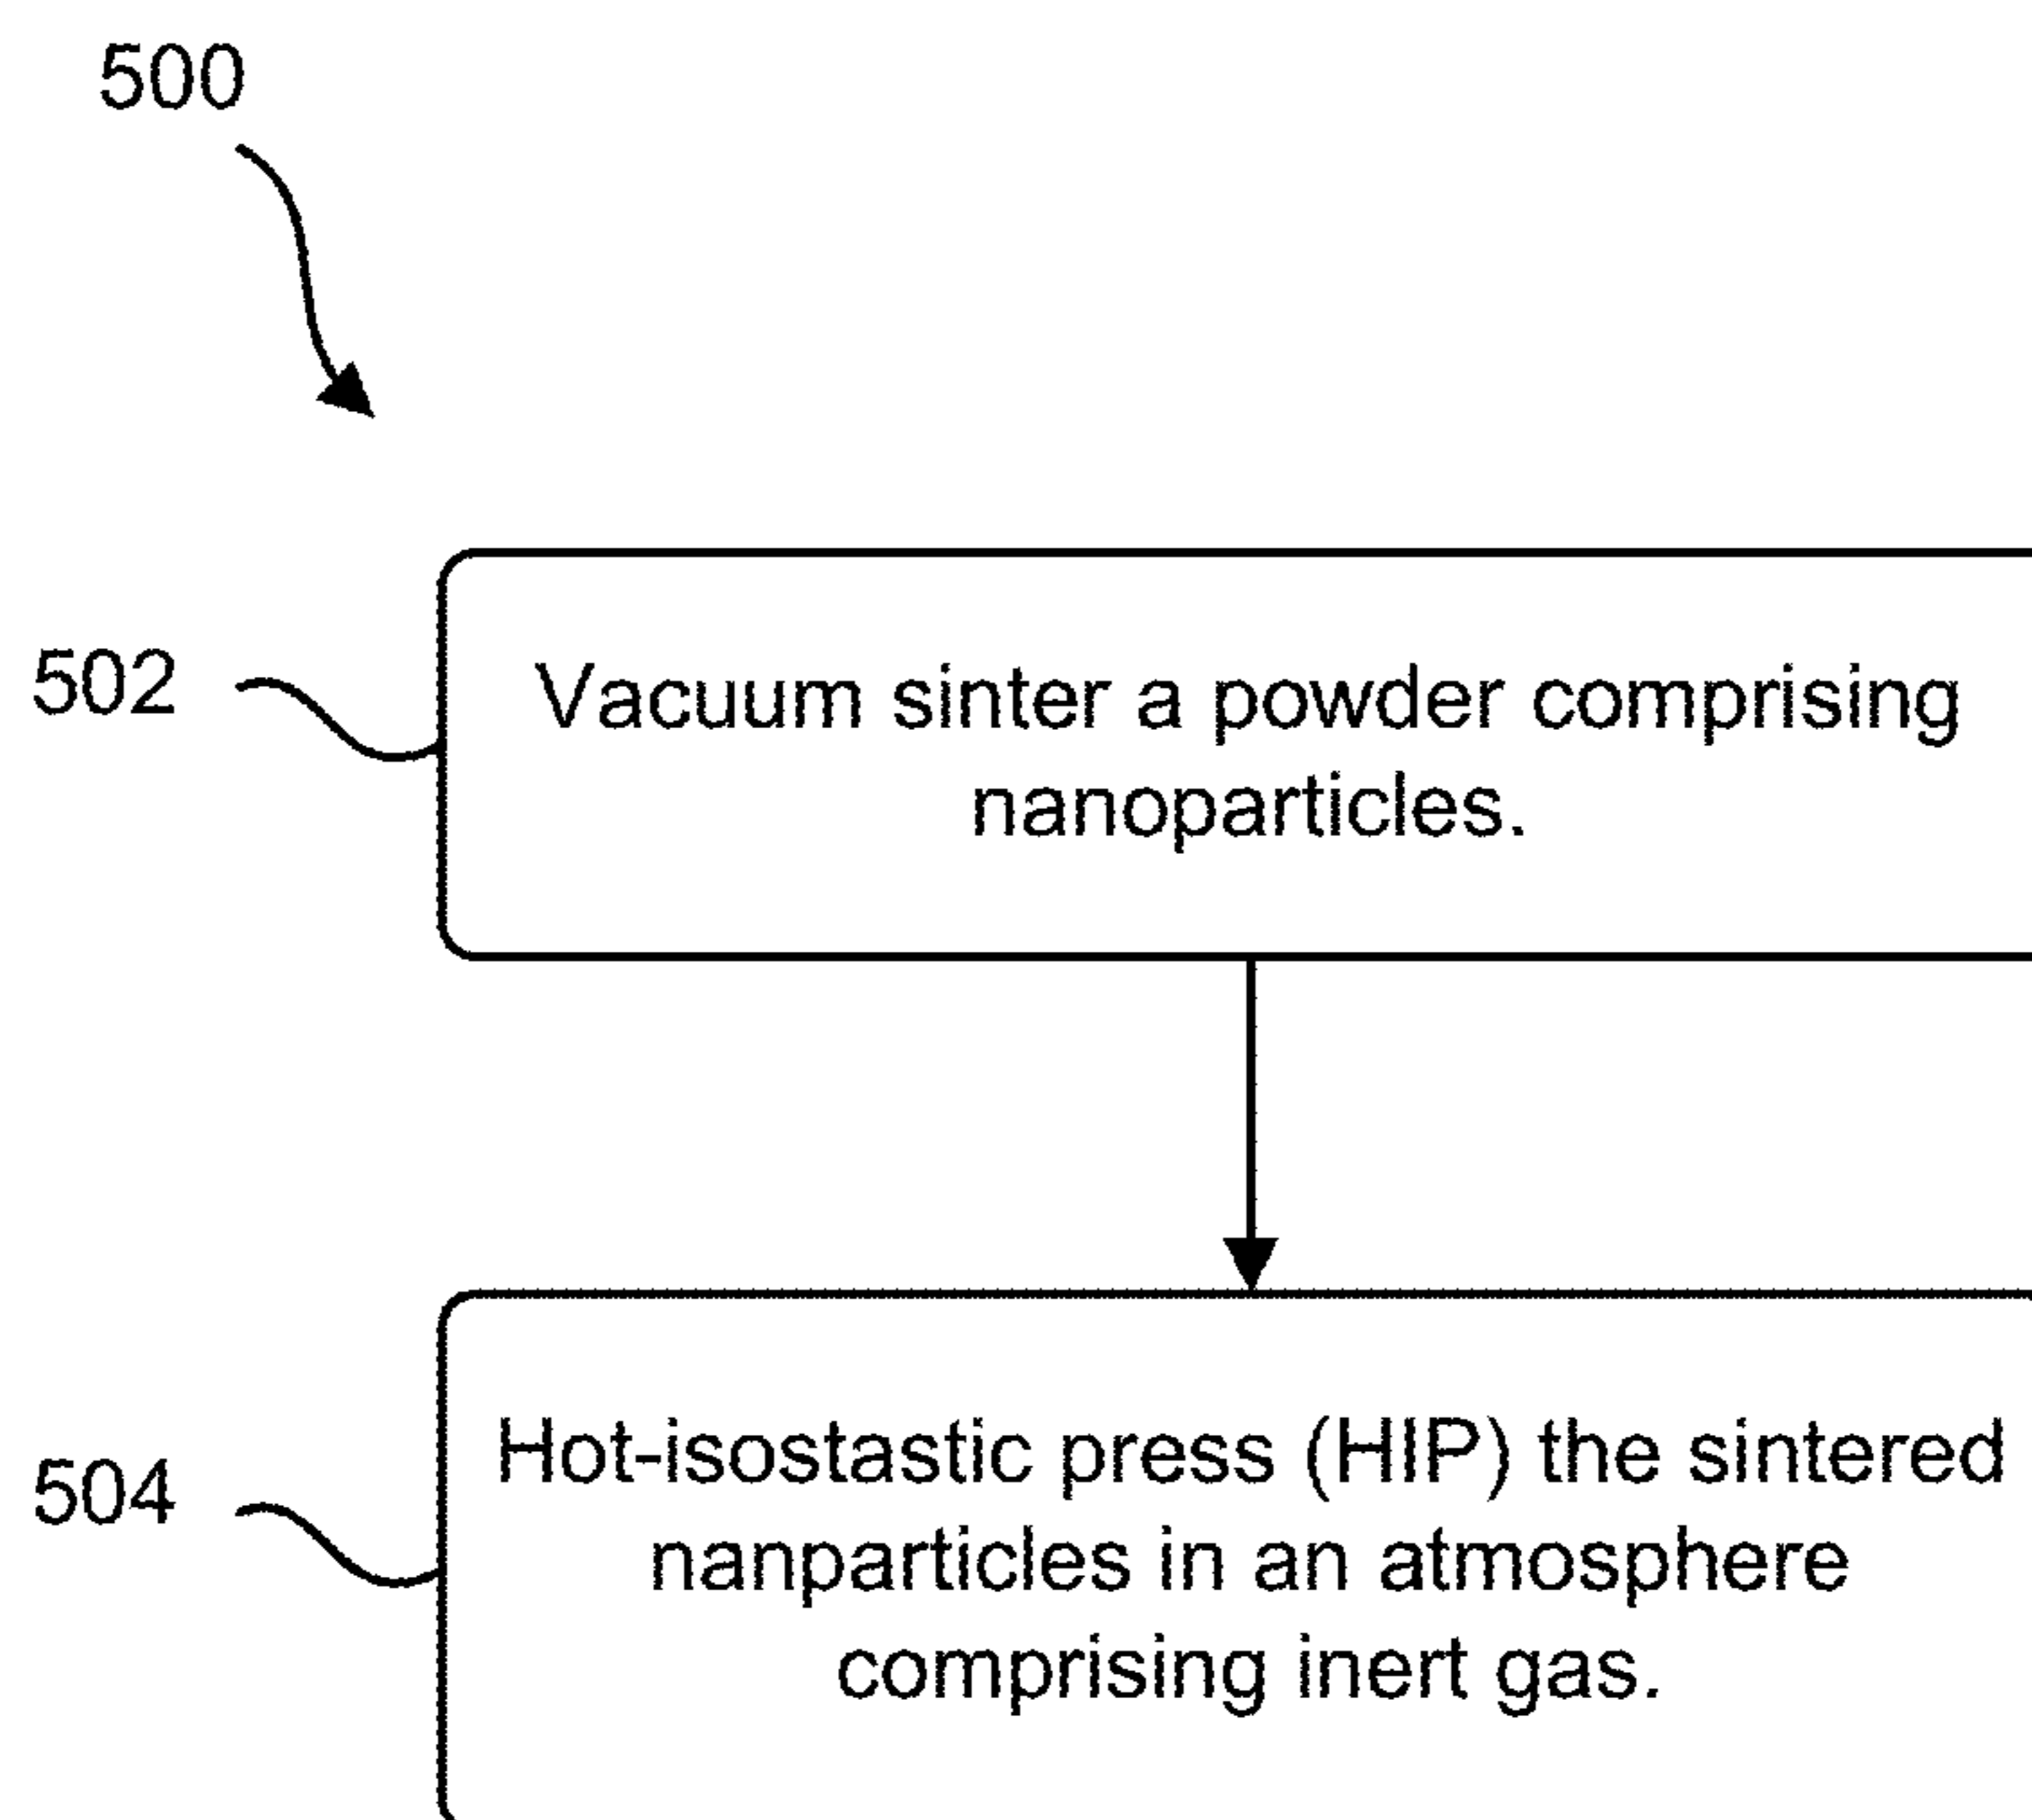 500
502
Vacuum sinter a powder comprising
nanoparticles.
504
Hot-isostastic press (HIP) the sintered
nanparticles in an atmosphere
comprising inert gas.